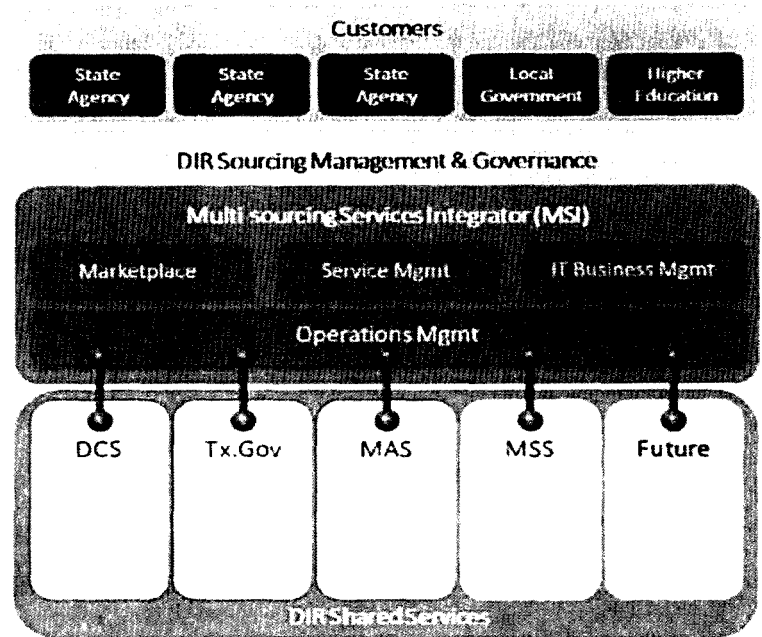 Customers
State Agency
State Agency
State Agency
Local Government
Higher Education
DIR Sourcing Management & Governance
Multi-sourcing Services Integrator (MSI)
Marketplace
Service Mgmt
IT Business Mgmt
Operations Mgmt
DCS
Tx.Gov
MAS
MSS
Future
DIR Shared Services